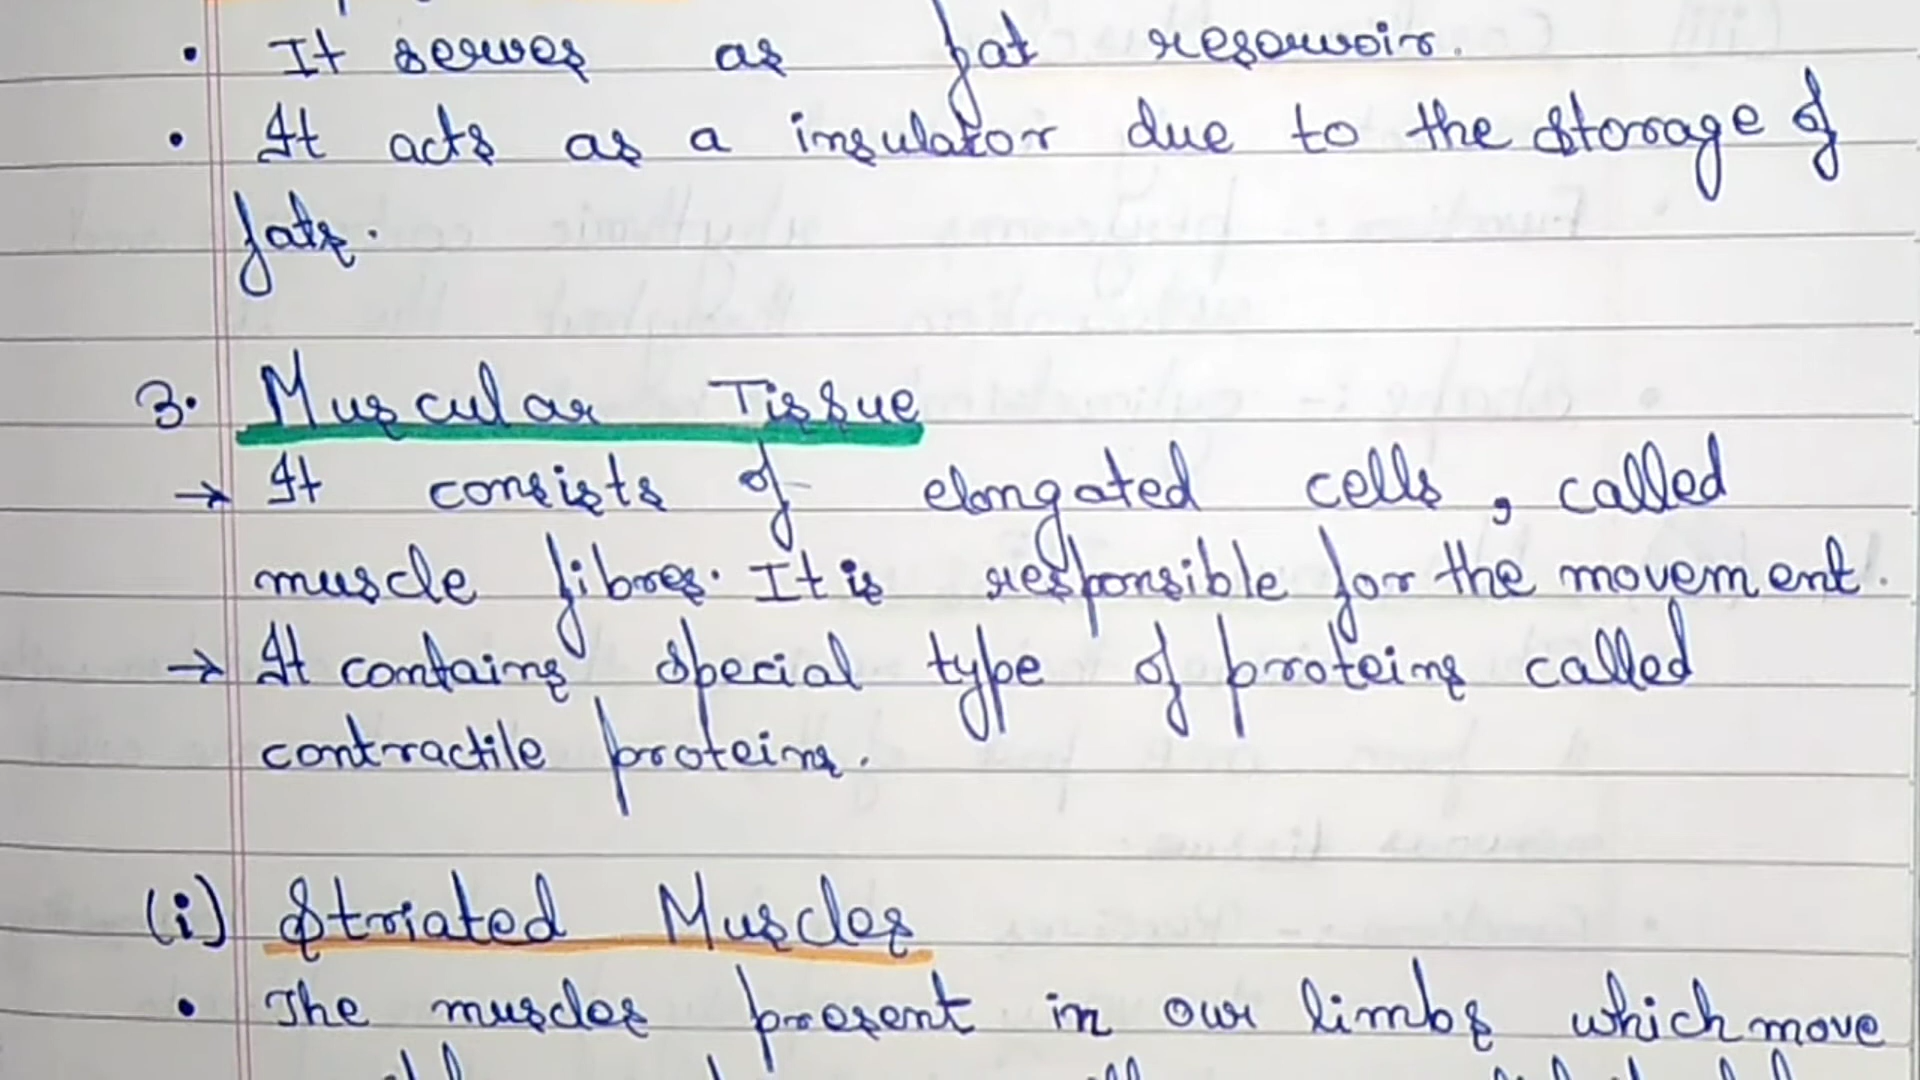 • It serves as fat resorvoir.
• It acts as a insulator due to the storage of
fats.
3. Muscular Tissue
→ It consists of elongated cells, called
muscle fibres. It is responsible for the movement.
→ It contains special type of proteins called
contractile proteins.
(i) Striated Muscles
• The muscles present in our limbs which move